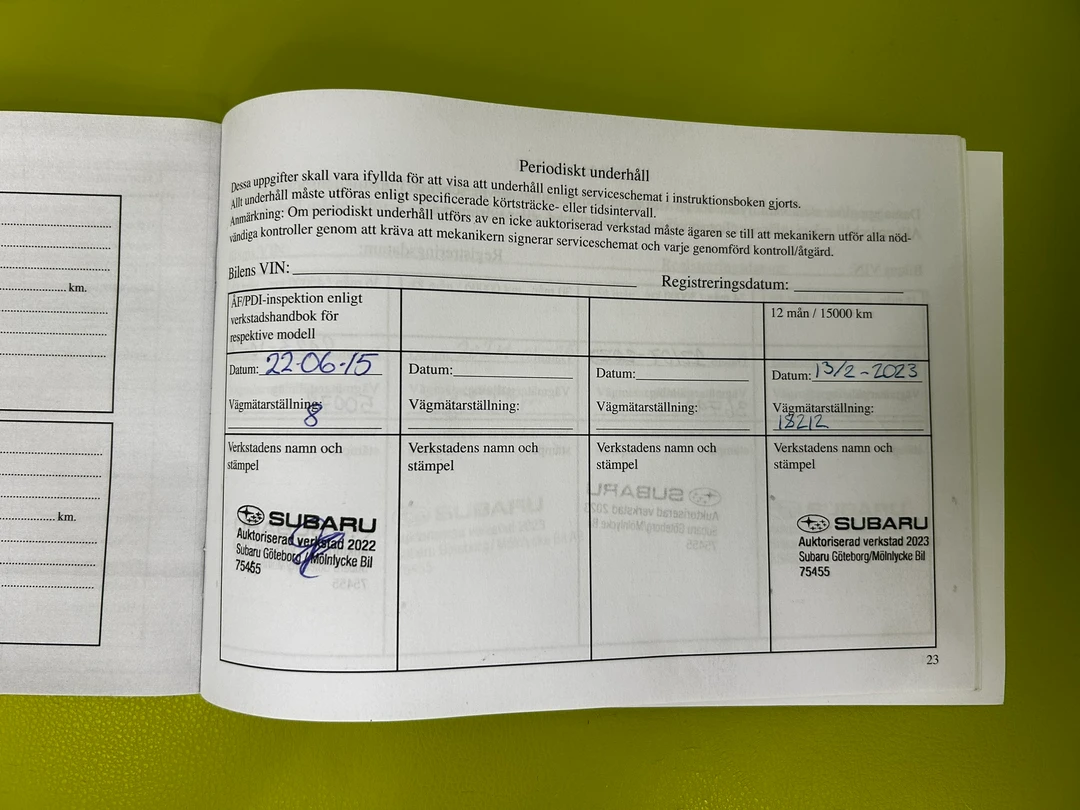 km.
km.
Periodiskt underhåll
Dessa uppgifter skall vara ifyllda för att visa att underhåll enligt serviceschemat i instruktionsboken gjorts.
Allt underhåll måste utföras enligt specificerade körtsträcke- eller tidsintervall.
Anmärkning: Om periodiskt underhåll utförs av en icke auktoriserad verkstad måste ägaren se till att mekanikern utför alla nöd-
vändiga kontroller genom att kräva att mekanikern signerar serviceschemat och varje genomförd kontroll/åtgärd.
Bilens VIN:
Registreringsdatum:
ÅF/PDI-inspektion enligt
verkstadshandbok för
respektive modell
Datum: 22-06-15
Vägmätarställning:
8
Verkstadens namn och
stämpel
SUBARU
Auktoriserad verkstad 2022
Subaru Göteborg/Mölnlycke Bil
75455
Datum:
Vägmätarställning:
Verkstadens namn och
stämpel
Datum:
Vägmätarställning:
Verkstadens namn och
stämpel
12 mån / 15000 km
Datum: 13/2-2023
Vägmätarställning:
18212
Verkstadens namn och
stämpel
SUBARU
Auktoriserad verkstad 2023
Subaru Göteborg/Mölnlycke Bil
75455
23